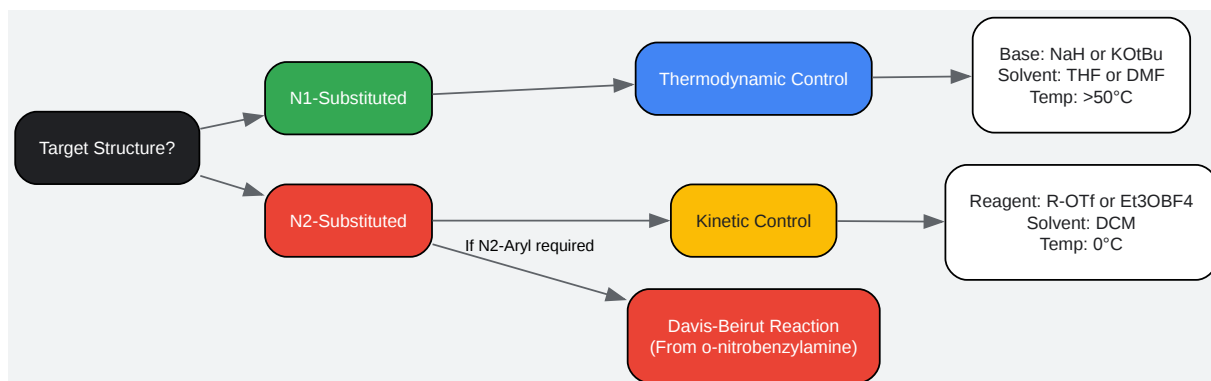 Target Structure?
N1-Substituted
Thermodynamic Control
Base: NaH or KOtBu
Solvent: THF or DMF
Temp: >50°C
N2-Substituted
If N2-Aryl required
Kinetic Control
Reagent: R-OTf or Et3OBF4
Solvent: DCM
Temp: 0°C
Davis-Beirut Reaction
(From o-nitrobenzylamine)